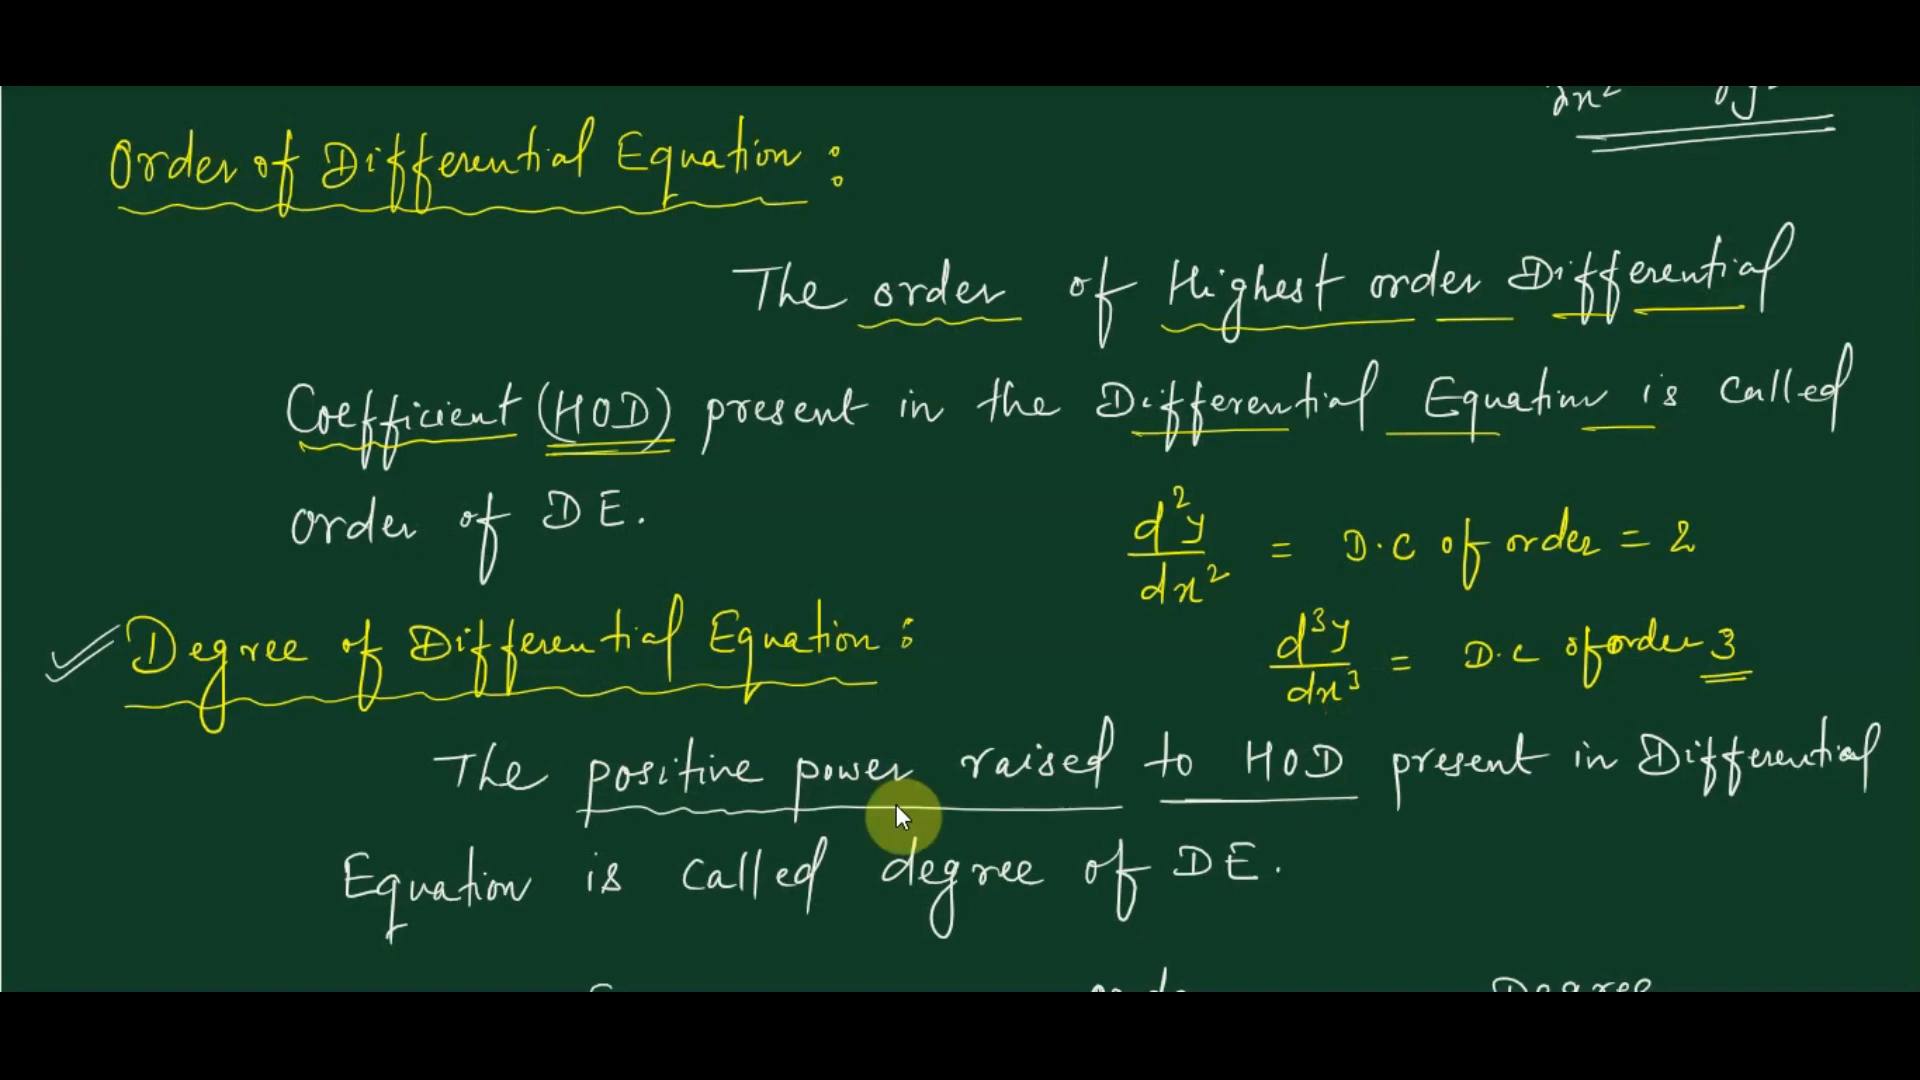 dx²
Order of Differential Equation :
The order of Highest order Differential
Coefficient (HOD) present in the Differential Equation is called
order of DE.
d²y/dx² = D.C of order = 2
Degree of Differential Equation :
d³y/dx³ = D.C of order 3
The positive power raised to HOD present in Differential
Equation is called degree of DE.
Degree